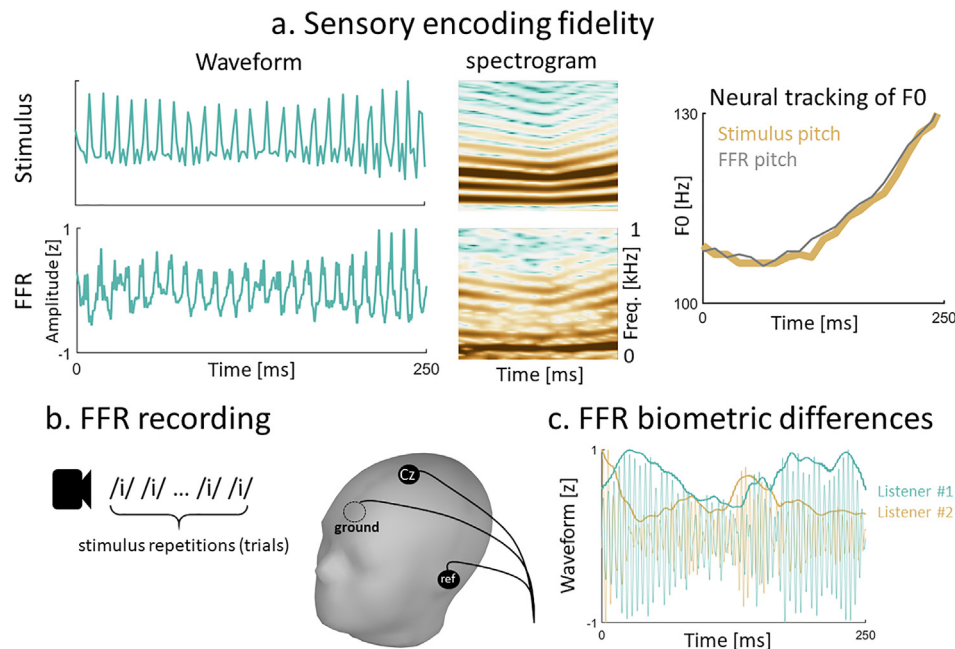 a. Sensory encoding fidelity
Waveform
spectrogram
Neural tracking of F0
Stimulus
FFR
Amplitude [z]
1
-1
0
Time [ms]
250
1
Freq. [kHz]
0
Time [ms]
130
Stimulus pitch
FFR pitch
F0 [Hz]
100
0
Time [ms]
250
b. FFR recording
/i/ /i/ ... /i/ /i/
stimulus repetitions (trials)
Cz
ground
ref
c. FFR biometric differences
1
Waveform [z]
-1
Listener #1
Listener #2
0
Time [ms]
250